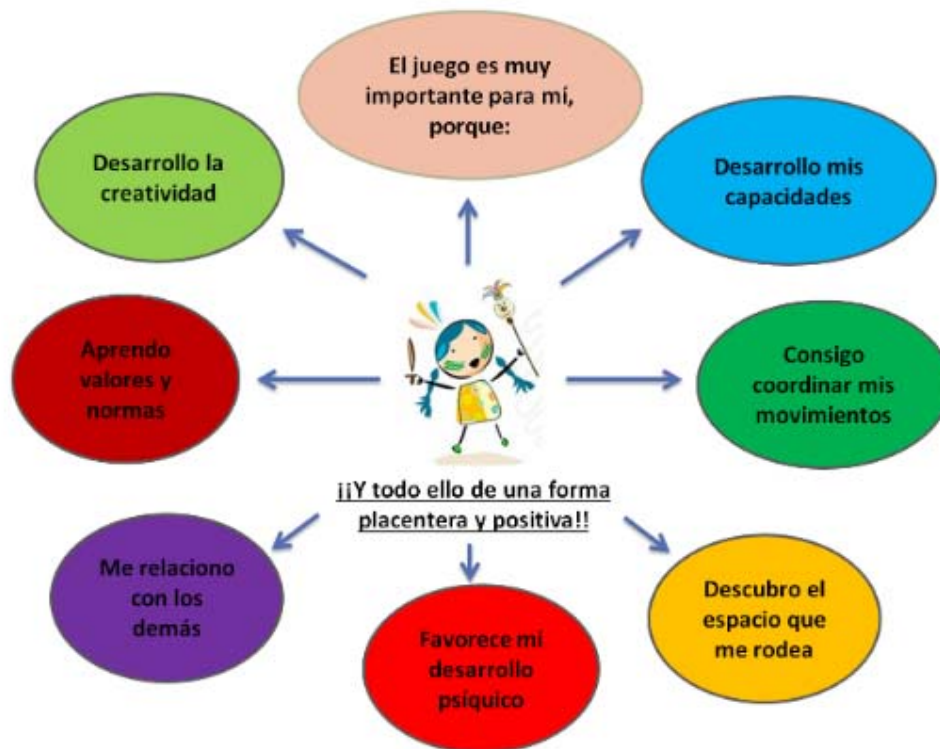 El juego es muy
importante para mí,
porque:
Desarrollo mis
capacidades
Consigo
coordinar mis
movimientos
Descubro el
espacio que
me rodea
Favorece mi
desarrollo
psíquico
Me relaciono
con los
demás
Aprendo
valores y
normas
Desarrollo la
creatividad
¡¡Y todo ello de una forma
placentera y positiva!!